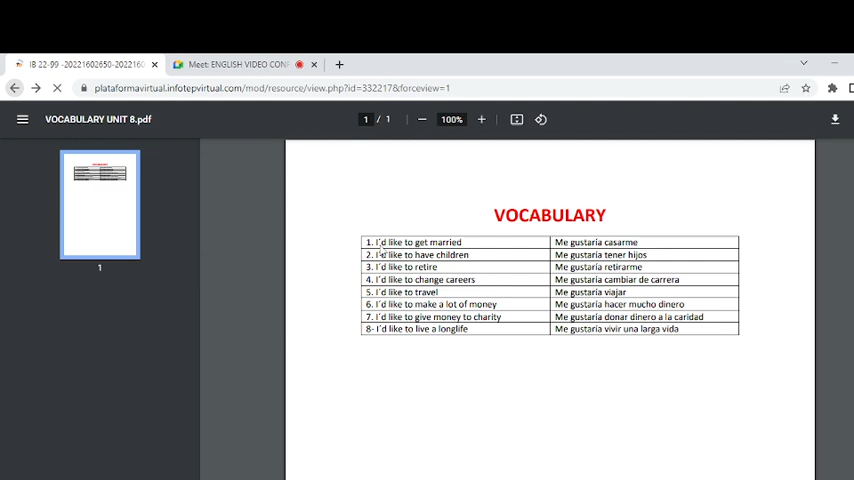 IB 22-99 -20221602650-2022160
Meet: ENGLISH VIDEO CONF
plataformavirtual.infotepvirtual.com/mod/resource/view.php?id=332217&forceview=1
VOCABULARY UNIT 8.pdf
1 / 1
100%
1
VOCABULARY
1. I´d like to get married Me gustaría casarme
2. I´d like to have children Me gustaría tener hijos
3. I´d like to retire Me gustaría retirarme
4. I´d like to change careers Me gustaría cambiar de carrera
5. I´d like to travel Me gustaría viajar
6. I´d like to make a lot of money Me gustaría hacer mucho dinero
7. I´d like to give money to charity Me gustaría donar dinero a la caridad
8- I´d like to live a longlife Me gustaría vivir una larga vida